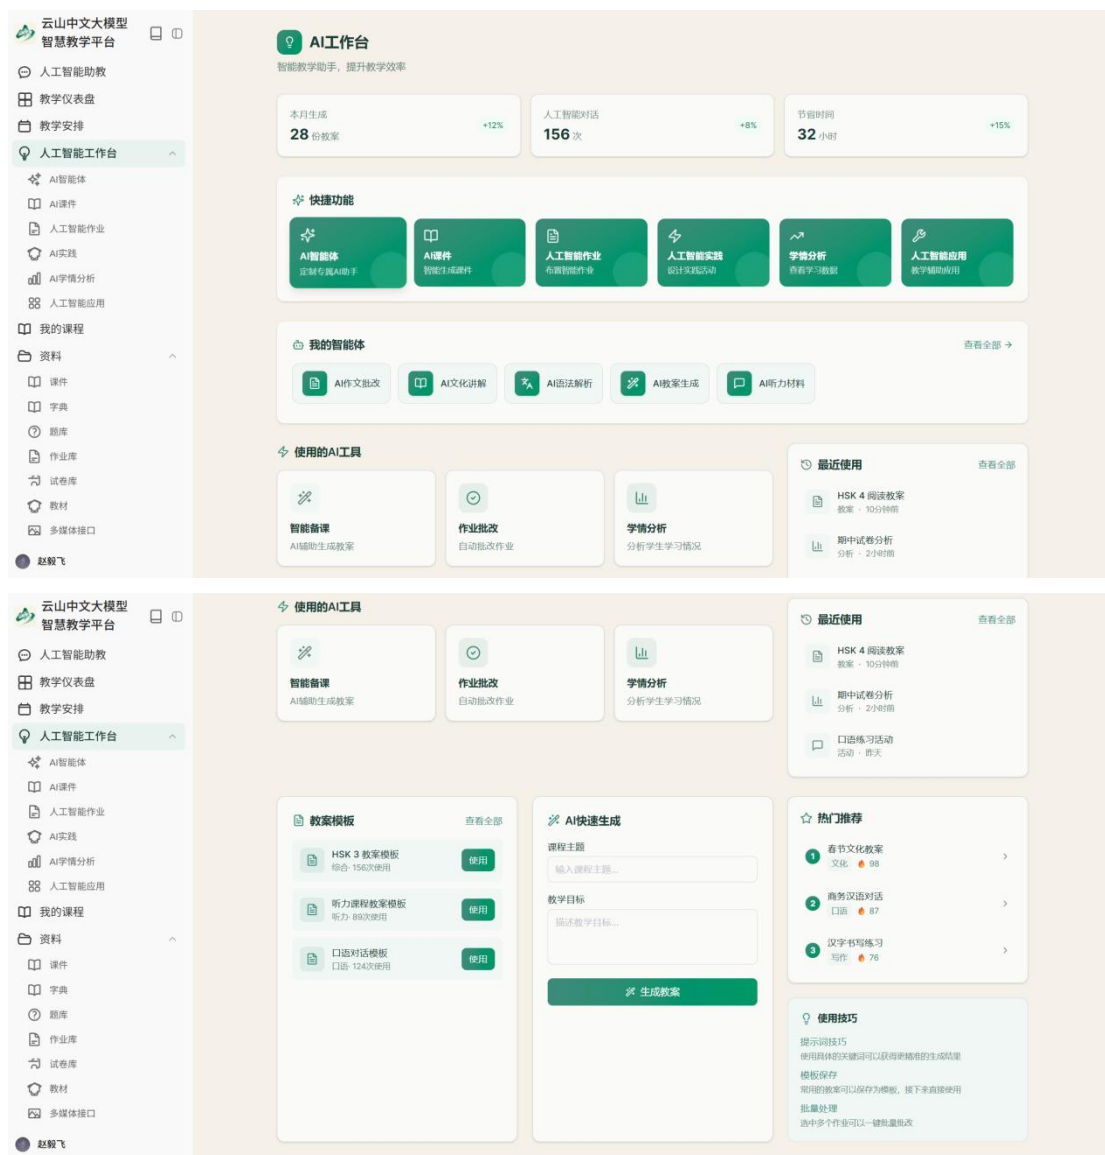 云山中文大模型
智慧教学平台
人工智能助教
教学仪表盘
教学安排
人工智能工作台
AI智能体
AI课件
人工智能作业
AI实践
AI学情分析
人工智能应用
我的课程
资料
课件
字典
题库
作业库
试卷库
教材
多媒体接口
赵毅飞
AI工作台
智能教学助手，提升教学效率
本月生成
28 份教案
+12%
人工智能对话
156 次
+8%
节省时间
32 小时
+15%
快捷功能
AI智能体
定制专属AI助手
AI课件
智能生成课件
人工智能作业
布置智能作业
人工智能实践
设计实践活动
学情分析
查看学习数据
人工智能应用
教学辅助应用
我的智能体
查看全部 →
AI作文批改
AI文化讲解
AI语法解析
AI教案生成
AI听力材料
使用的AI工具
智能备课
AI辅助生成教案
作业批改
自动批改作业
学情分析
分析学生学习情况
最近使用
查看全部
HSK 4 阅读教案
教案 · 10分钟前
期中试卷分析
分析 · 2小时前
云山中文大模型
智慧教学平台
人工智能助教
教学仪表盘
教学安排
人工智能工作台
AI智能体
AI课件
人工智能作业
AI实践
AI学情分析
人工智能应用
我的课程
资料
课件
字典
题库
作业库
试卷库
教材
多媒体接口
赵毅飞
使用的AI工具
智能备课
AI辅助生成教案
作业批改
自动批改作业
学情分析
分析学生学习情况
最近使用
查看全部
HSK 4 阅读教案
教案 · 10分钟前
期中试卷分析
分析 · 2小时前
口语练习活动
活动 · 昨天
教案模板
查看全部
HSK 3 教案模板
综合· 156次使用
使用
听力课程教案模板
听力· 89次使用
使用
口语对话模板
口语· 124次使用
使用
AI快速生成
课程主题
输入课程主题...
教学目标
描述教学目标...
生成教案
热门推荐
1
春节文化教案
文化 98
2
商务汉语对话
口语 87
3
汉字书写练习
写作 76
使用技巧
提示词技巧
使用具体的关键词可以获得更精准的生成结果
模板保存
常用的教案可以保存为模板，接下来直接使用
批量处理
选中多个作业可以一键批量批改